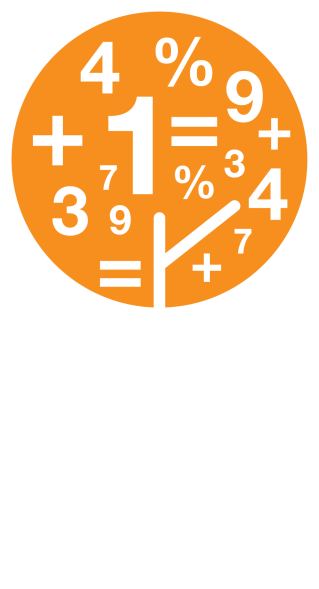 4 %
9
+ 1 = +
7 % 3
3 9 4
7
= +